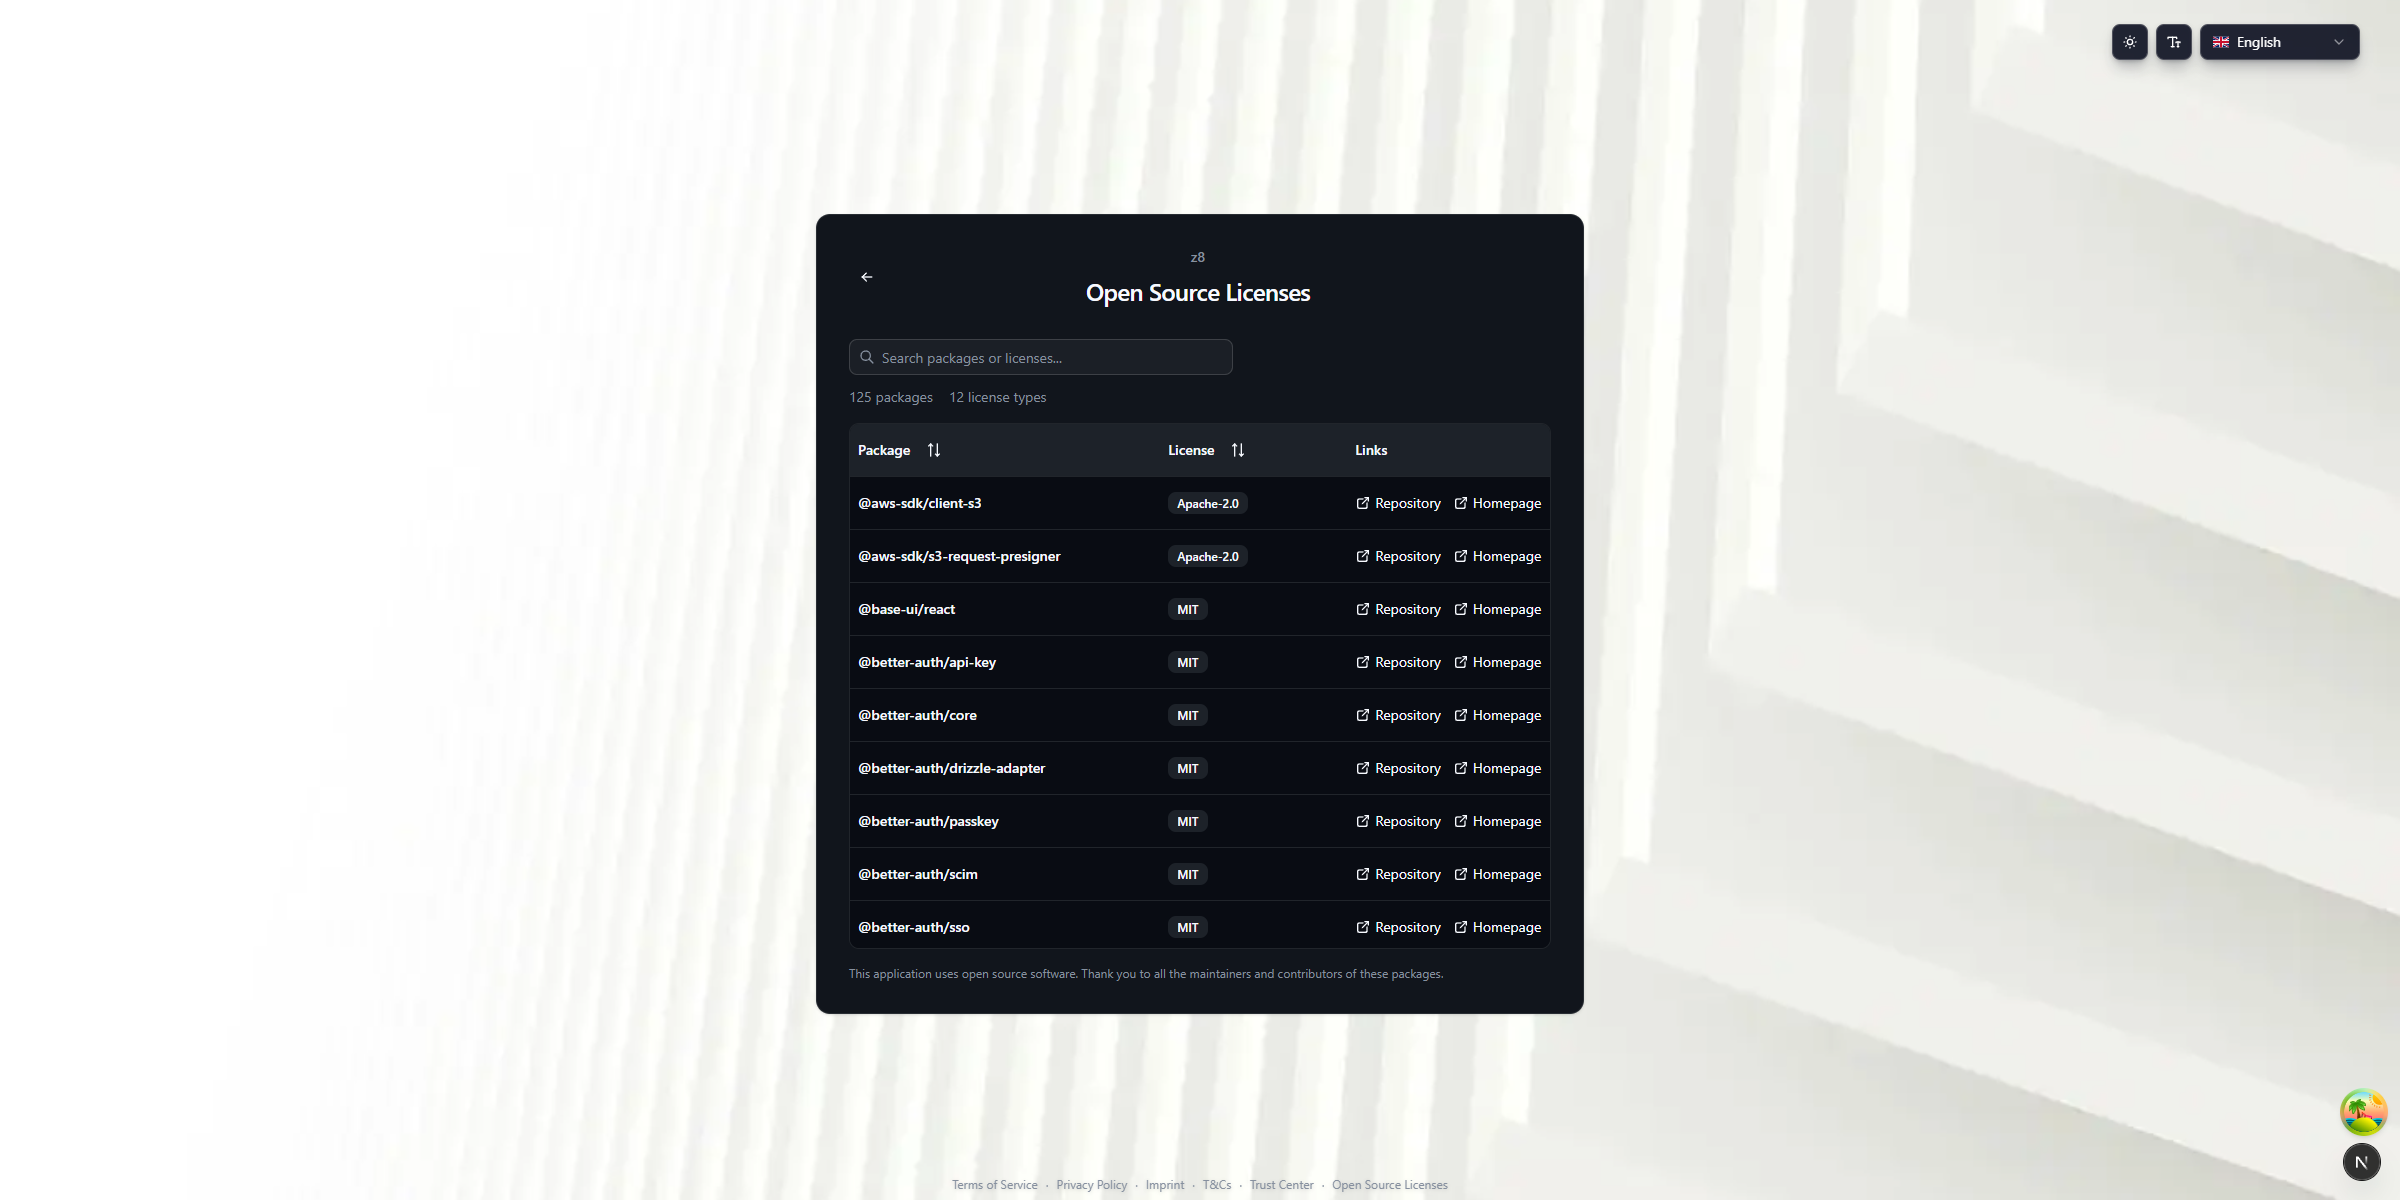 English
z8
Open Source Licenses
Search packages or licenses...
125 packages 12 license types
Package License Links
@aws-sdk/client-s3 Apache-2.0 Repository Homepage
@aws-sdk/s3-request-presigner Apache-2.0 Repository Homepage
@base-ui/react MIT Repository Homepage
@better-auth/api-key MIT Repository Homepage
@better-auth/core MIT Repository Homepage
@better-auth/drizzle-adapter MIT Repository Homepage
@better-auth/passkey MIT Repository Homepage
@better-auth/scim MIT Repository Homepage
@better-auth/sso MIT Repository Homepage
This application uses open source software. Thank you to all the maintainers and contributors of these packages.
Terms of Service · Privacy Policy · Imprint · T&Cs · Trust Center · Open Source Licenses